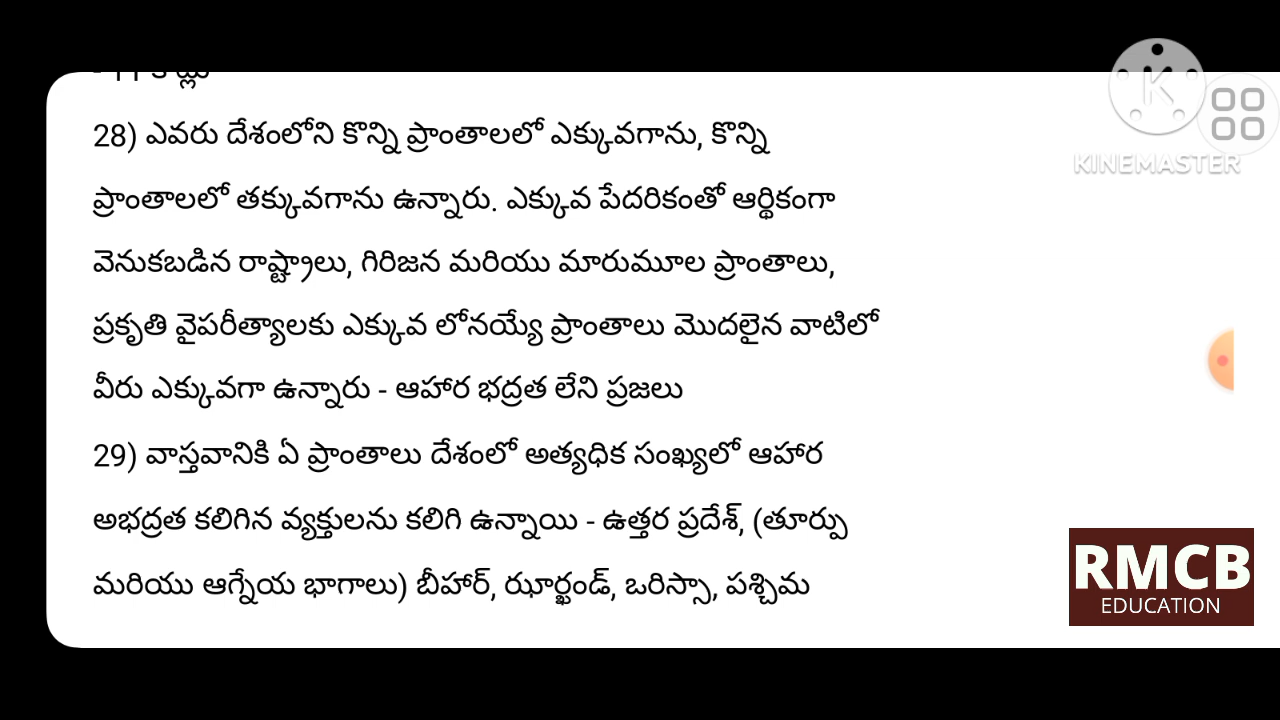 28) ఎవరు దేశంలోని కొన్ని ప్రాంతాలలో ఎక్కువగాను, కొన్ని
ప్రాంతాలలో తక్కువగాను ఉన్నారు. ఎక్కువ పేదరికంతో ఆర్థికంగా
వెనుకబడిన రాష్ట్రాలు, గిరిజన మరియు మారుమూల ప్రాంతాలు,
ప్రకృతి వైపరీత్యాలకు ఎక్కువ లోనయ్యే ప్రాంతాలు మొదలైన వాటిలో
వీరు ఎక్కువగా ఉన్నారు - ఆహార భద్రత లేని ప్రజలు
29) వాస్తవానికి ఏ ప్రాంతాలు దేశంలో అత్యధిక సంఖ్యలో ఆహార
అభద్రత కలిగిన వ్యక్తులను కలిగి ఉన్నాయి - ఉత్తర ప్రదేశ్, (తూర్పు
మరియు ఆగ్నేయ భాగాలు) బీహార్, ఝార్ఖండ్, ఒరిస్సా, పశ్చిమ
K
KINEMASTER
RMCB
EDUCATION